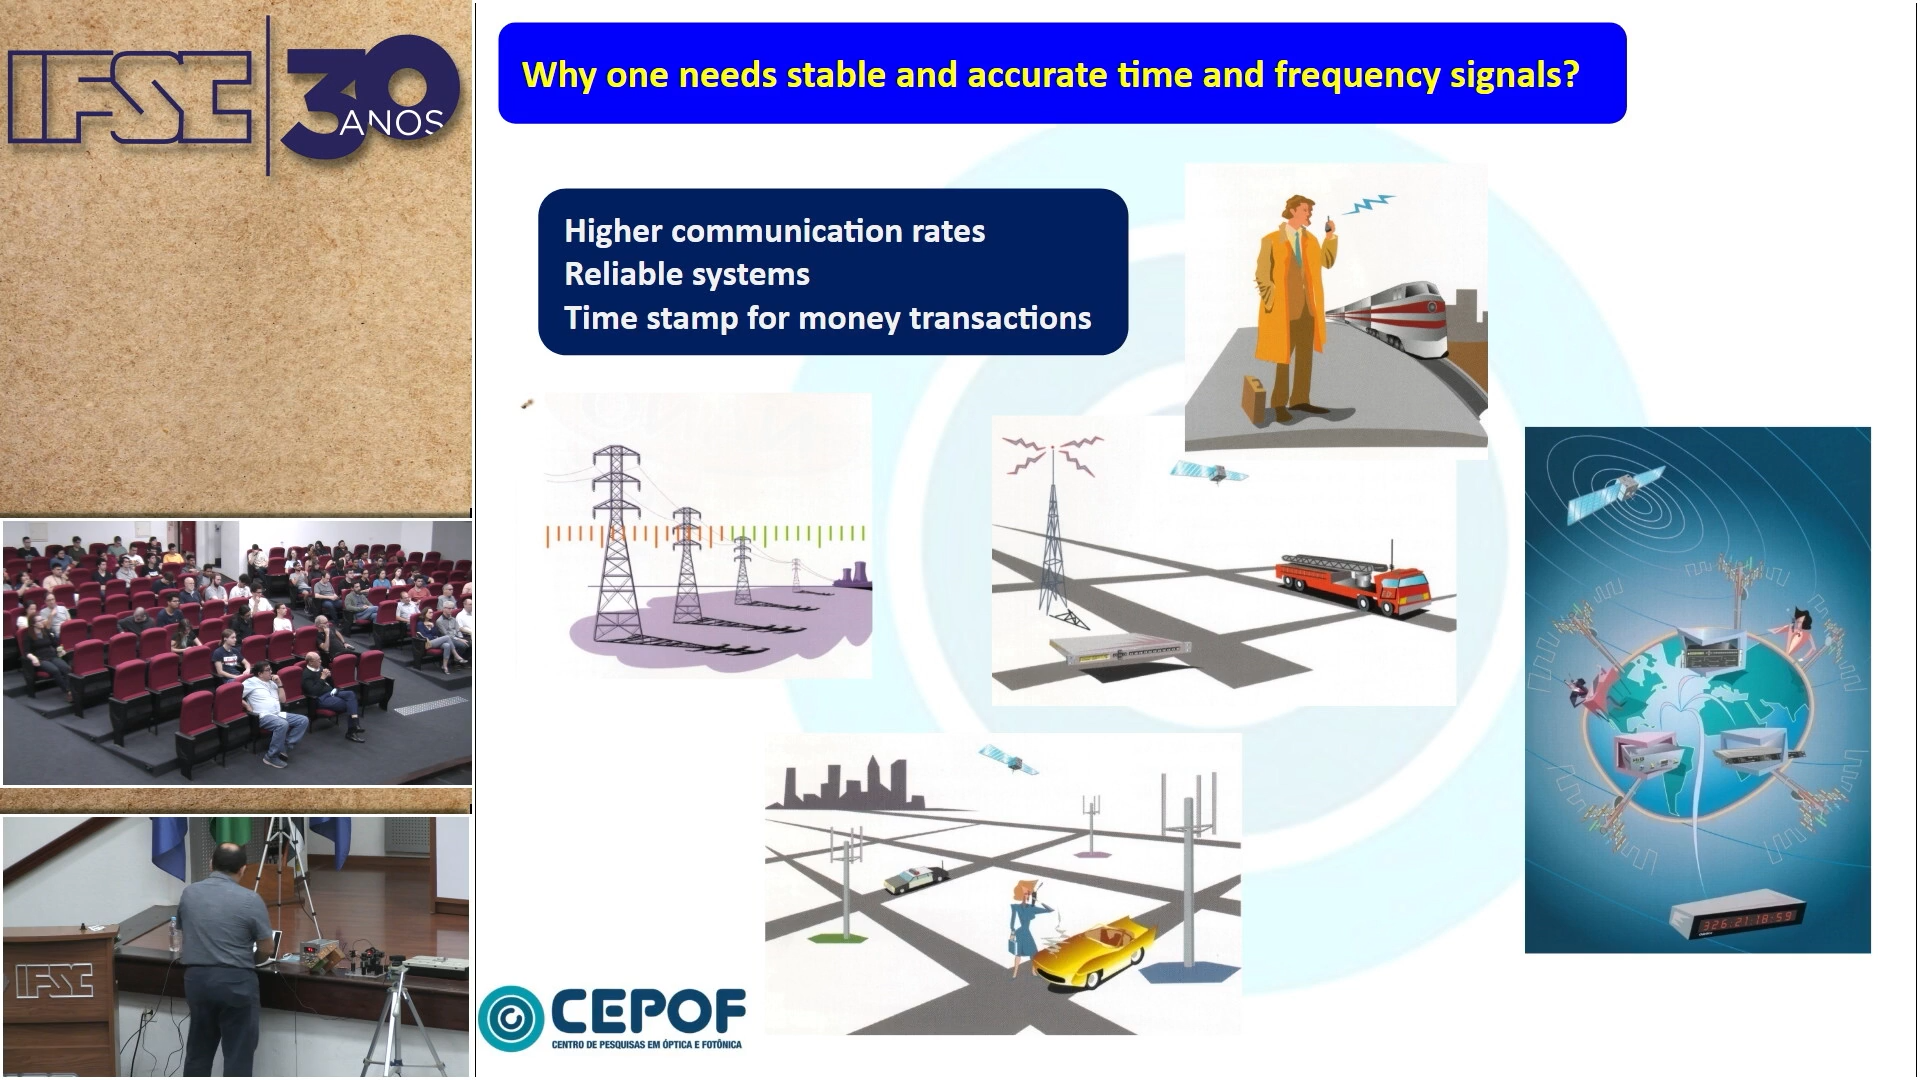 IFSC
30
ANOS
Why one needs stable and accurate time and frequency signals?
Higher communication rates
Reliable systems
Time stamp for money transactions
326:21:18:59
IFSC
CEPOF
CENTRO DE PESQUISAS EM ÓPTICA E FOTÔNICA